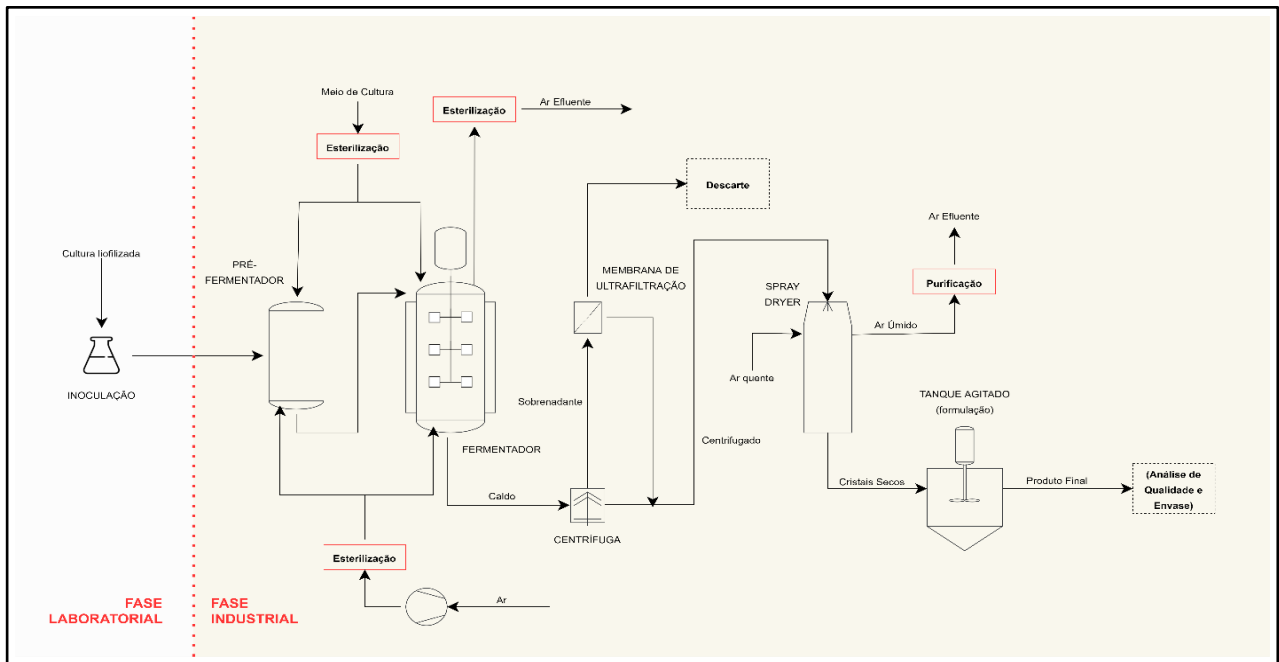 Meio de Cultura
Esterilização
Esterilização
Ar Efluente
Descarte
Cultura liofilizada
INOCULAÇÃO
PRÉ-
FERMENTADOR
FERMENTADOR
MEMBRANA DE
ULTRAFILTRAÇÃO
SPRAY
DRYER
Ar Efluente
Purificação
Ar Úmido
Ar quente
Sobrenadante
Centrifugado
Caldo
CENTRÍFUGA
TANQUE AGITADO
(formulação)
Cristais Secos
Produto Final
(Análise de
Qualidade e
Envase)
Esterilização
Ar
FASE
LABORATORIAL
FASE
INDUSTRIAL